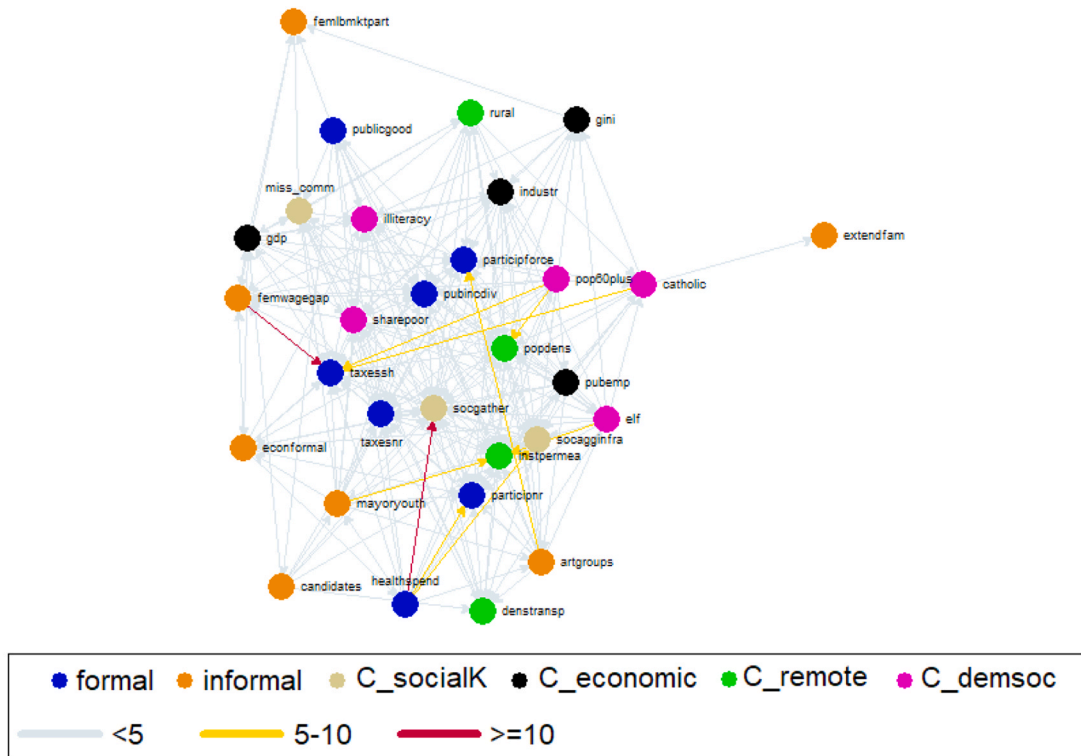 femlbmktpart
rural
gini
publicgood
miss_comm
industr
illiteracy
extendfam
gdp
participforce
pop60plus
catholic
femwagegap
pubincdiv
sharepoor
popdens
taxessh
pubemp
socgather
elf
taxesnr
socagginfra
econformal
instpermea
mayoryouth
participnr
artgroups
healthspend
candidates
denstransp
formal informal C_socialK C_economic C_remote C_demsoc
<5 5-10 >=10